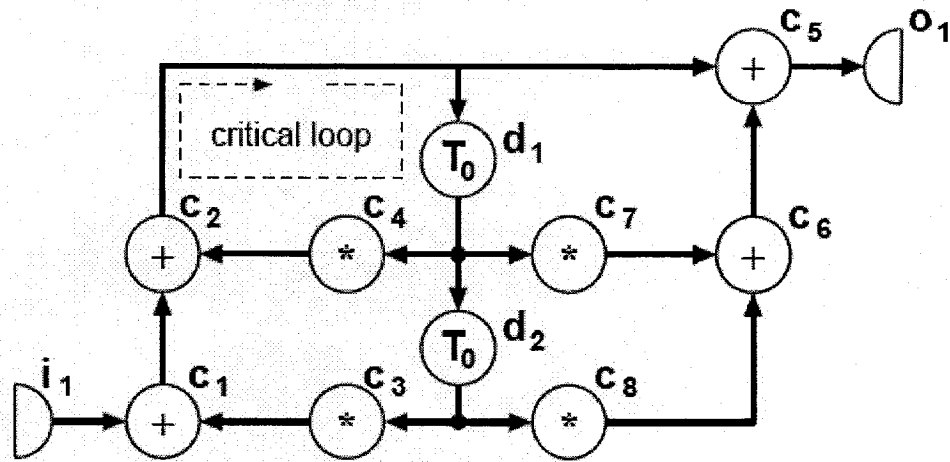 c5 o1
+
critical loop
T0 d1
c2 c4 c7 c6
+ * * +
T0 d2
i1 c1 c3 c8
+ * *